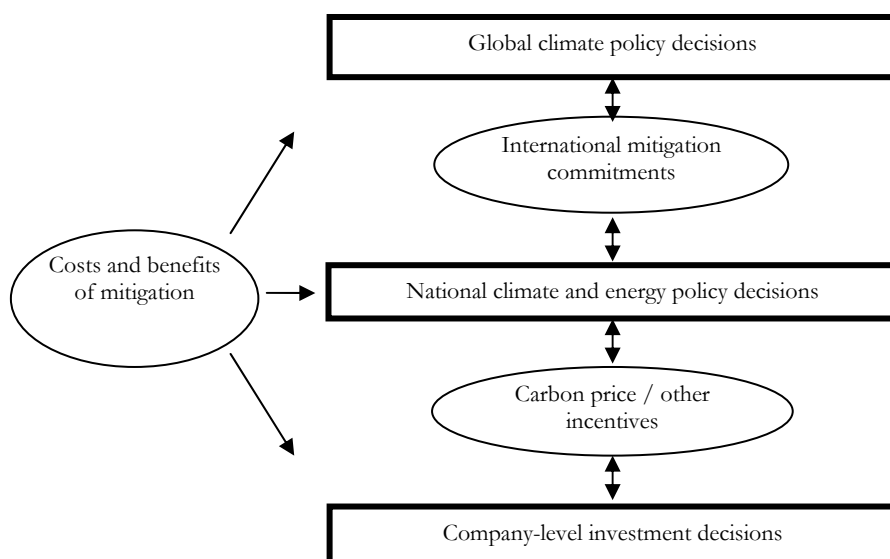 Global climate policy decisions
International mitigation
commitments
Costs and benefits
of mitigation
National climate and energy policy decisions
Carbon price / other
incentives
Company-level investment decisions